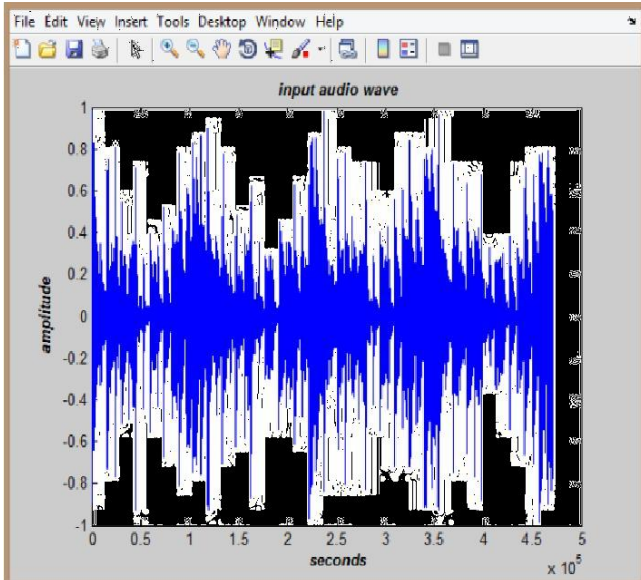 File Edit View Insert Tools Desktop Window Help
input audio wave
1
0.8
0.6
0.4
0.2
0
-0.2
-0.4
-0.6
-0.8
-1
amplitude
0 0.5 1 1.5 2 2.5 3 3.5 4 4.5 5
seconds
x 10^5